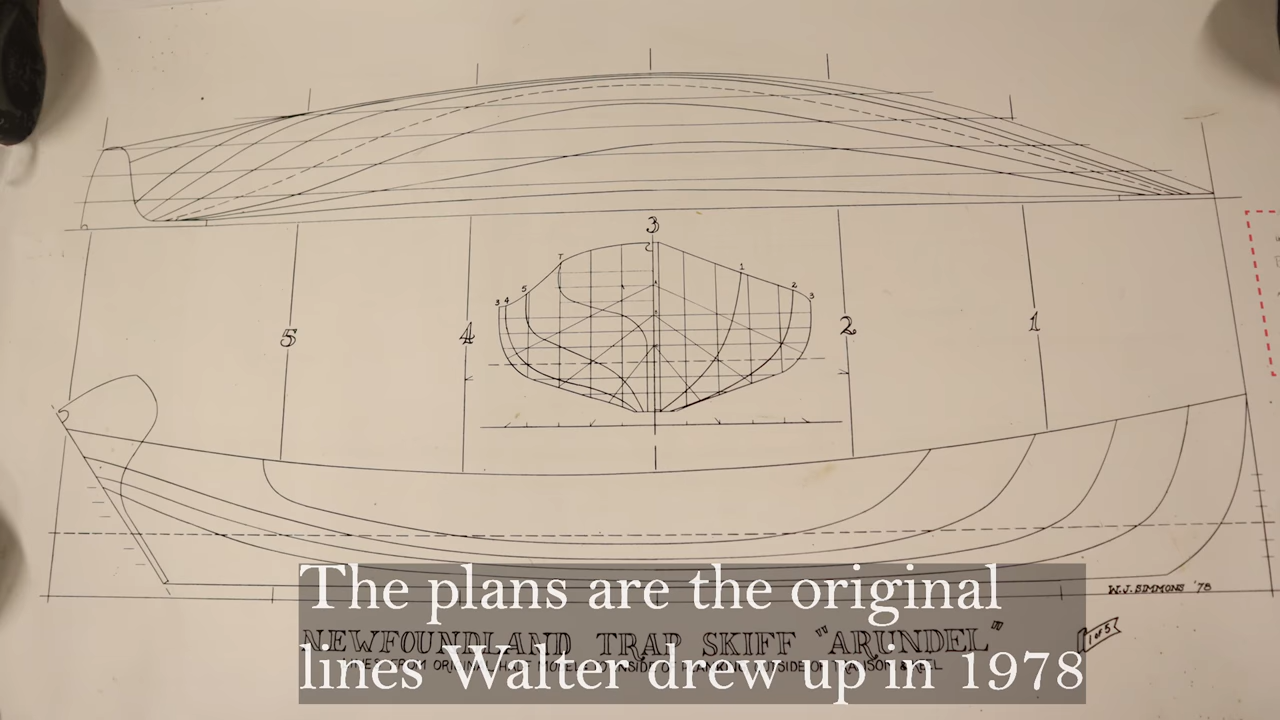 3
T
1
5
2
3 4
3
5
4
2
1
W.J. SIMMONS '78
The plans are the original
NEWFOUNDLAND TRAP SKIFF "ARUNDEL"
1 of 5
lines Walter drew up in 1978